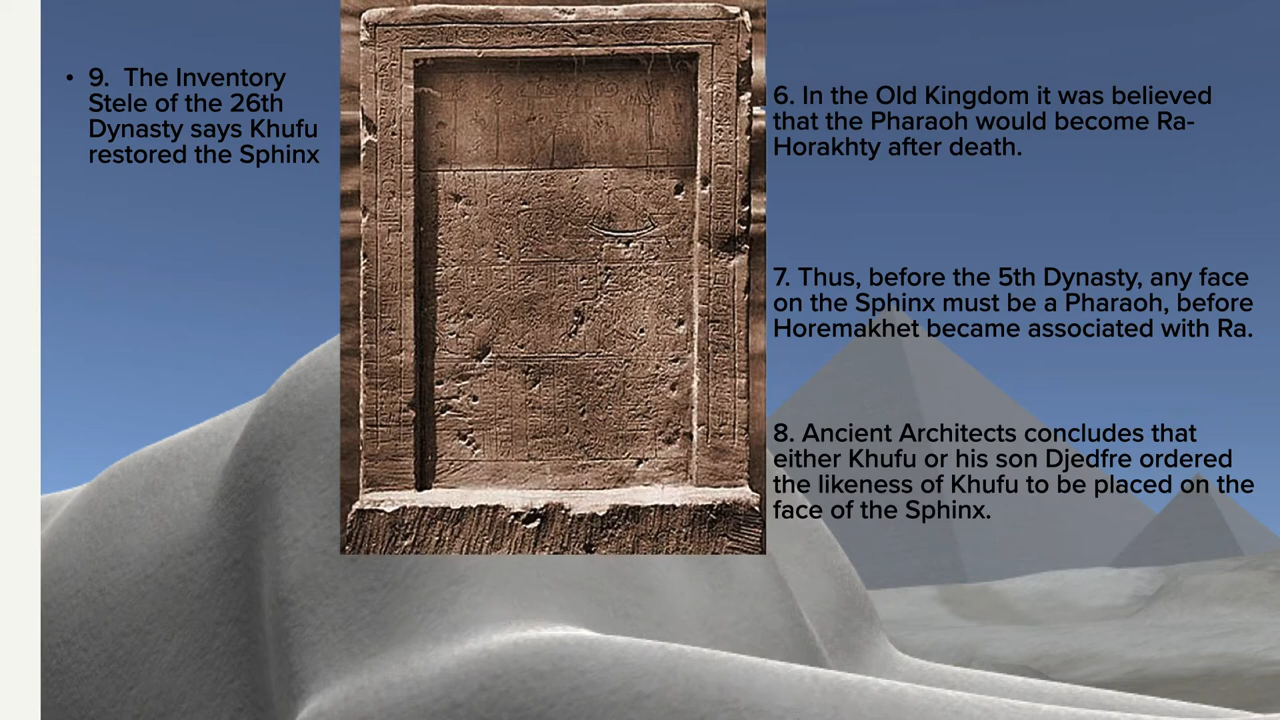 • 9. The Inventory
Stele of the 26th
Dynasty says Khufu
restored the Sphinx
6. In the Old Kingdom it was believed
that the Pharaoh would become Ra-
Horakhty after death.
7. Thus, before the 5th Dynasty, any face
on the Sphinx must be a Pharaoh, before
Horemakhet became associated with Ra.
8. Ancient Architects concludes that
either Khufu or his son Djedfre ordered
the likeness of Khufu to be placed on the
face of the Sphinx.